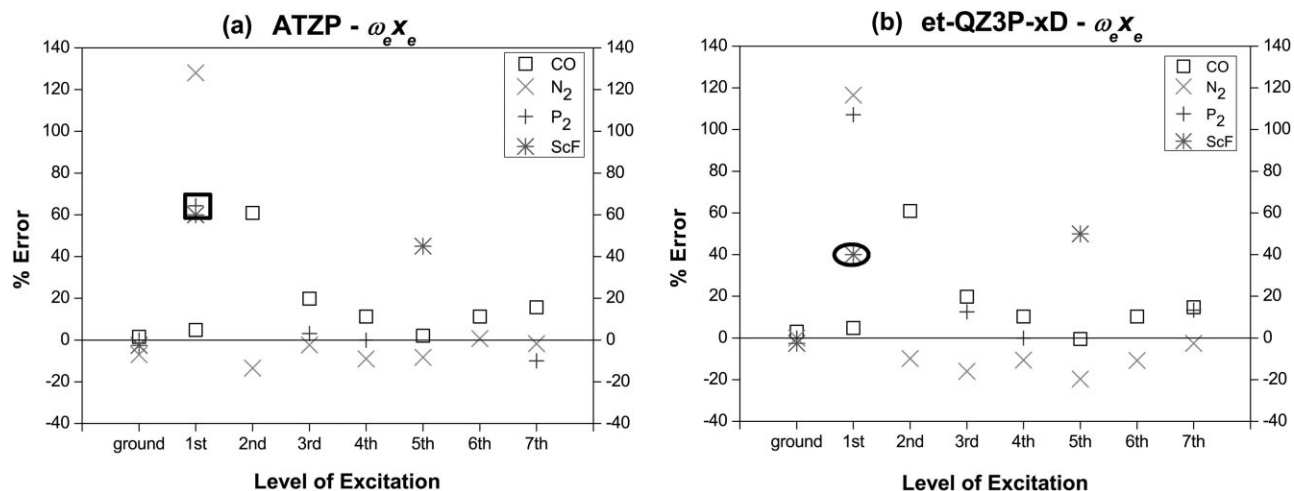 (a) ATZP - ωₑxₑ
140
120
100
80
60
40
20
0
-20
-40
% Error
140
120
100
80
60
40
20
0
-20
-40
CO
N₂
P₂
ScF
ground 1st 2nd 3rd 4th 5th 6th 7th
Level of Excitation
(b) et-QZ3P-xD - ωₑxₑ
140
120
100
80
60
40
20
0
-20
-40
% Error
140
120
100
80
60
40
20
0
-20
-40
CO
N₂
P₂
ScF
ground 1st 2nd 3rd 4th 5th 6th 7th
Level of Excitation